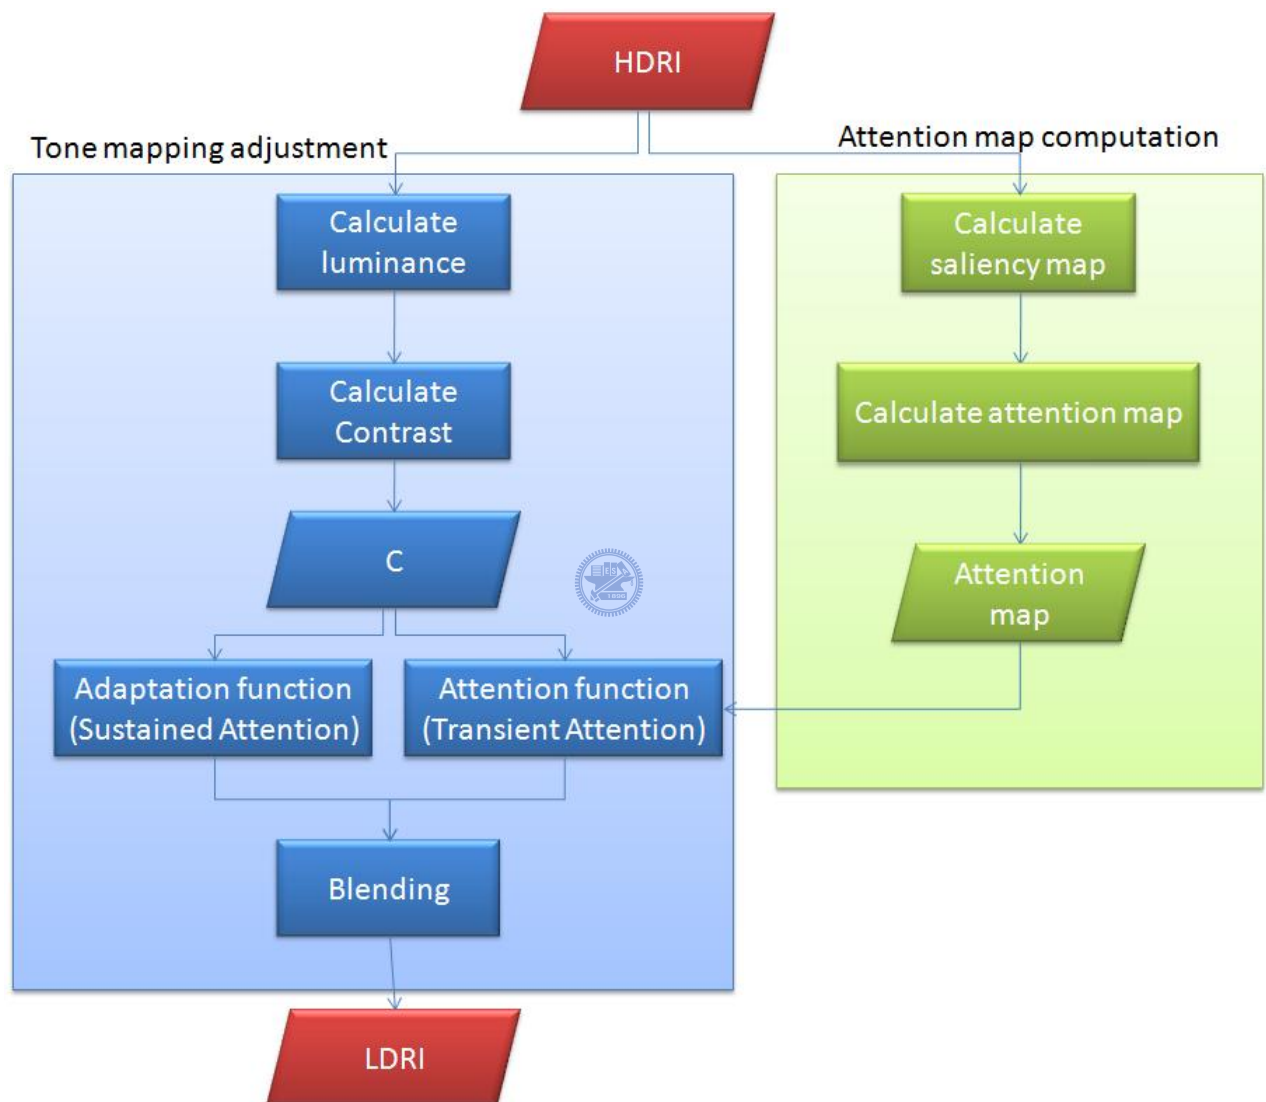 HDRI
Tone mapping adjustment
Attention map computation
Calculate
luminance
Calculate
saliency map
Calculate
Contrast
Calculate attention map
C
Attention
map
Adaptation function
(Sustained Attention)
Attention function
(Transient Attention)
Blending
LDRI